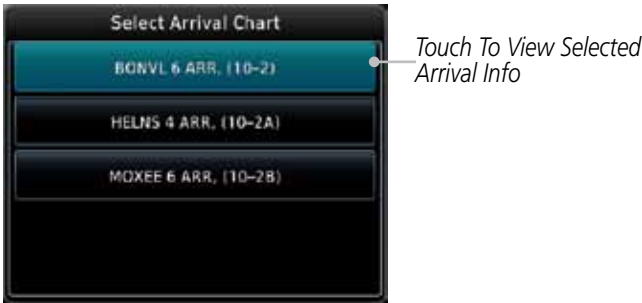 Select Arrival Chart
BONVL 6 ARR, (10-2)
HELNS 4 ARR, (10-2A)
MOXEE 6 ARR, (10-2B)
Touch To View Selected
Arrival Info